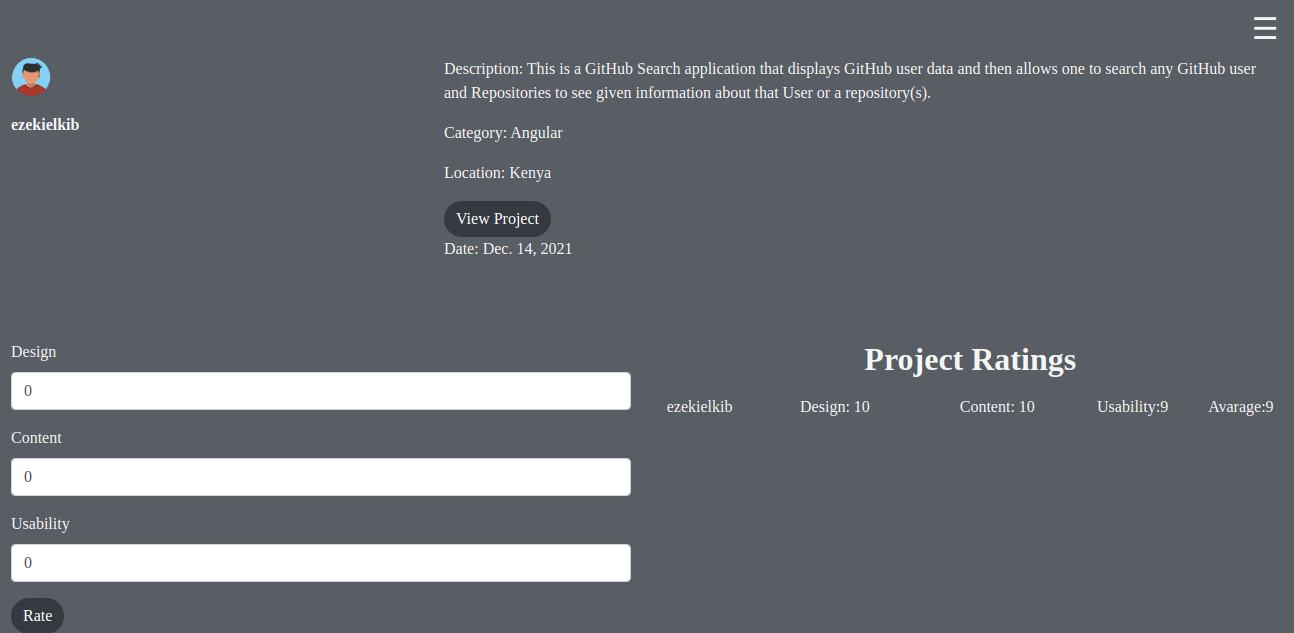 ezekielkib
Description: This is a GitHub Search application that displays GitHub user data and then allows one to search any GitHub user
and Repositories to see given information about that User or a repository(s).
Category: Angular
Location: Kenya
View Project
Date: Dec. 14, 2021
Design
0
Content
0
Usability
0
Rate
Project Ratings
ezekielkib Design: 10 Content: 10 Usability:9 Avarage:9